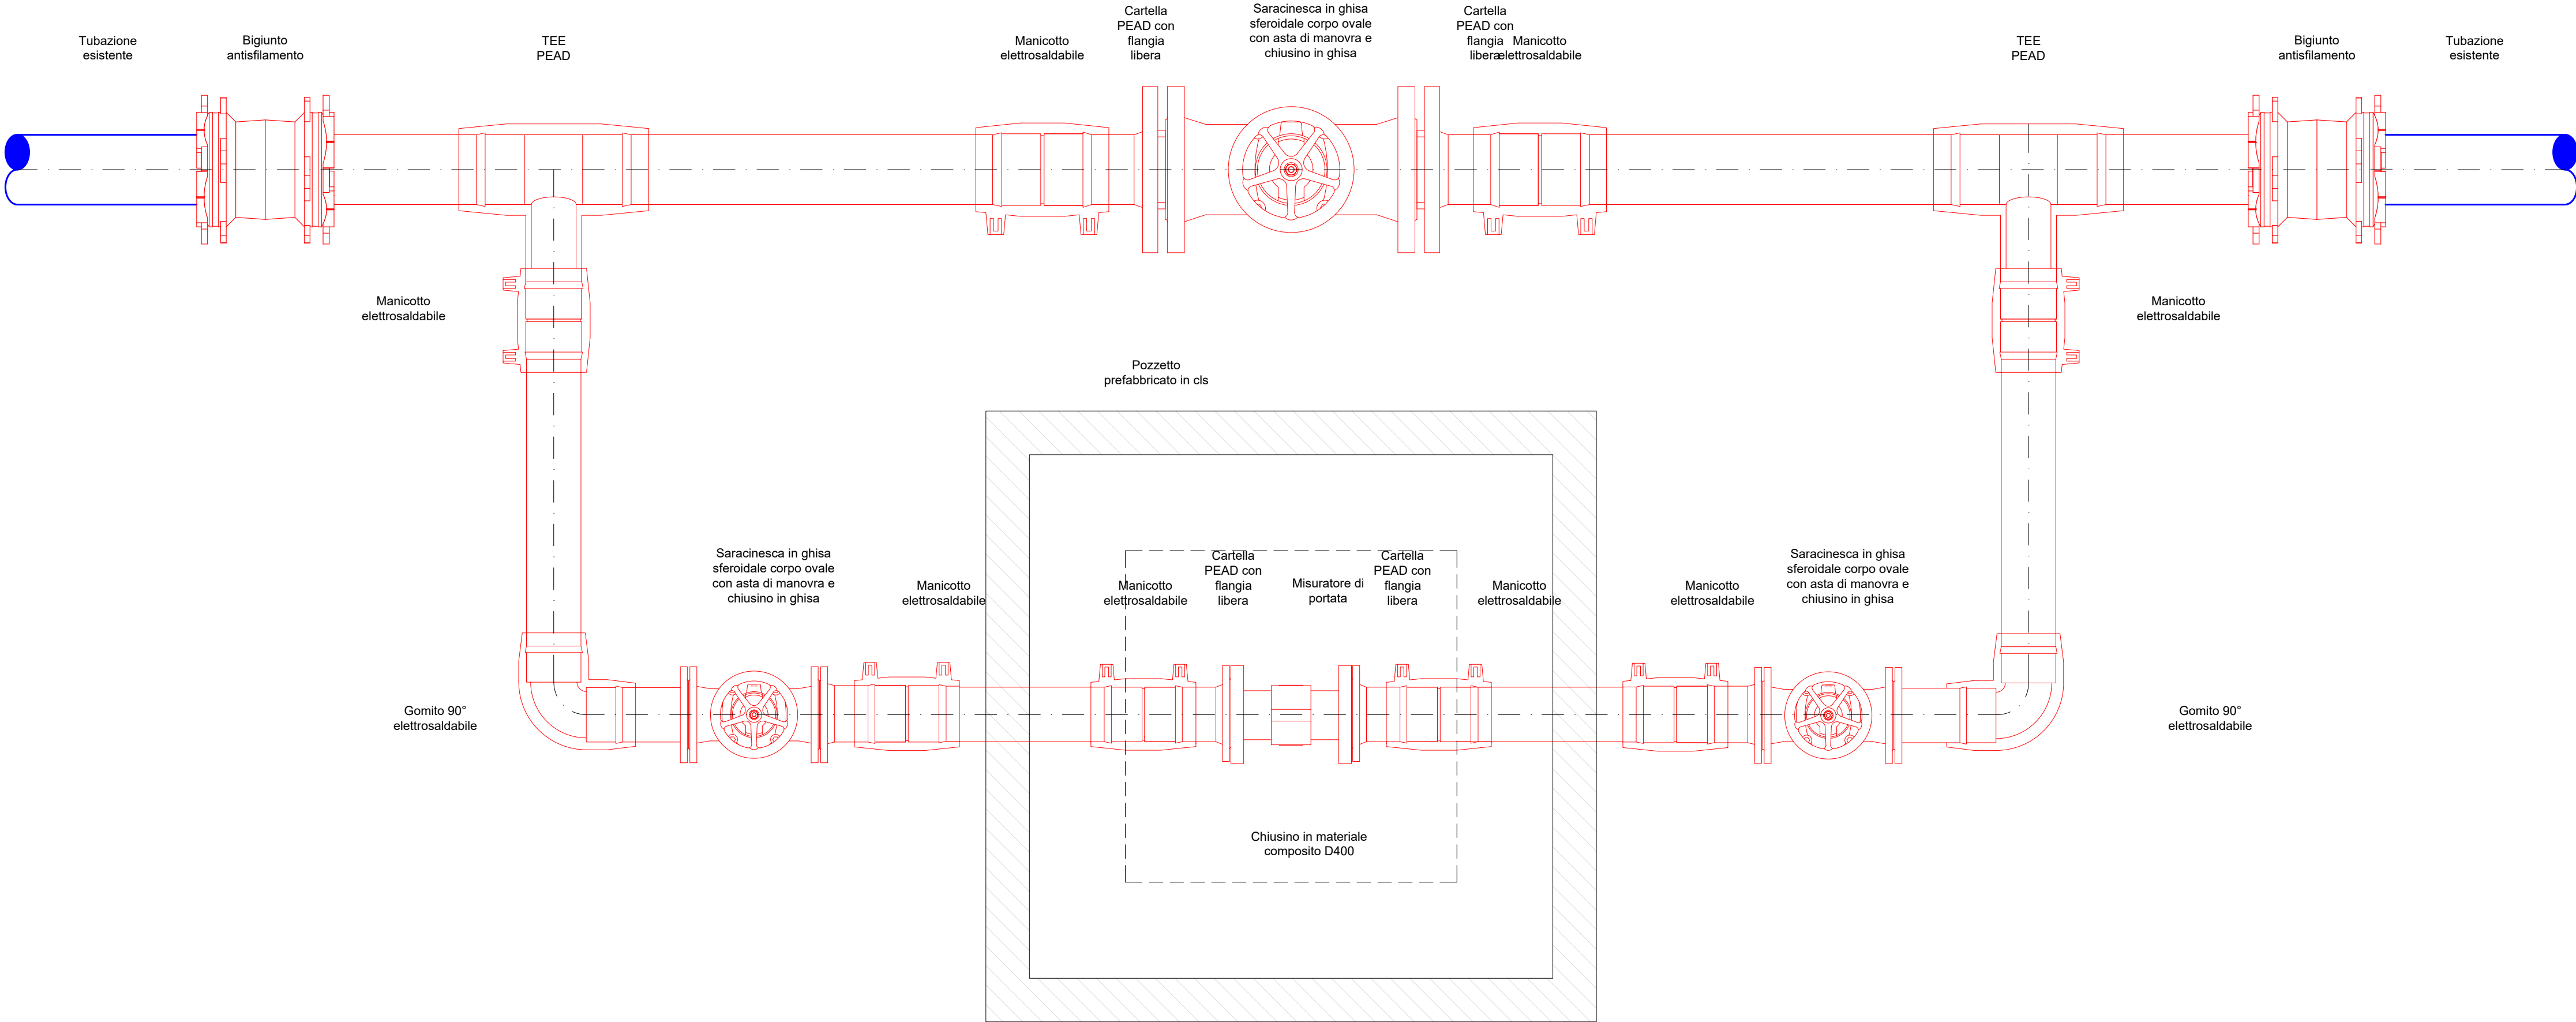 Tubazione
esistente
Bigiunto
antisfilamento
TEE
PEAD
Manicotto
elettrosaldabile
Cartella
PEAD con
flangia
libera
Saracinesca in ghisa
sferoidale corpo ovale
con asta di manovra e
chiusino in ghisa
Cartella
PEAD con
flangia
libera
Manicotto
elettrosaldabile
TEE
PEAD
Bigiunto
antisfilamento
Tubazione
esistente
Manicotto
elettrosaldabile
Manicotto
elettrosaldabile
Pozzetto
prefabbricato in cls
Saracinesca in ghisa
sferoidale corpo ovale
con asta di manovra e
chiusino in ghisa
Manicotto
elettrosaldabile
Manicotto
elettrosaldabile
Cartella
PEAD con
flangia
libera
Misuratore di
portata
Cartella
PEAD con
flangia
libera
Manicotto
elettrosaldabile
Manicotto
elettrosaldabile
Saracinesca in ghisa
sferoidale corpo ovale
con asta di manovra e
chiusino in ghisa
Gomito 90°
elettrosaldabile
Gomito 90°
elettrosaldabile
Chiusino in materiale
composito D400